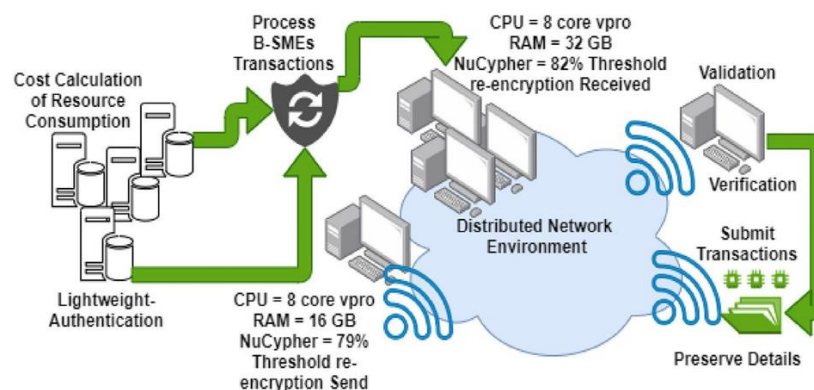 Cost Calculation
of Resource
Consumption
Process
B-SMEs
Transactions
CPU = 8 core vpro
RAM = 32 GB
NuCypher = 82% Threshold
re-encryption Received
Validation
Verification
Distributed Network
Environment
Submit
Transactions
Preserve Details
Lightweight-
Authentication
CPU = 8 core vpro
RAM = 16 GB
NuCypher = 79%
Threshold re-
encryption Send